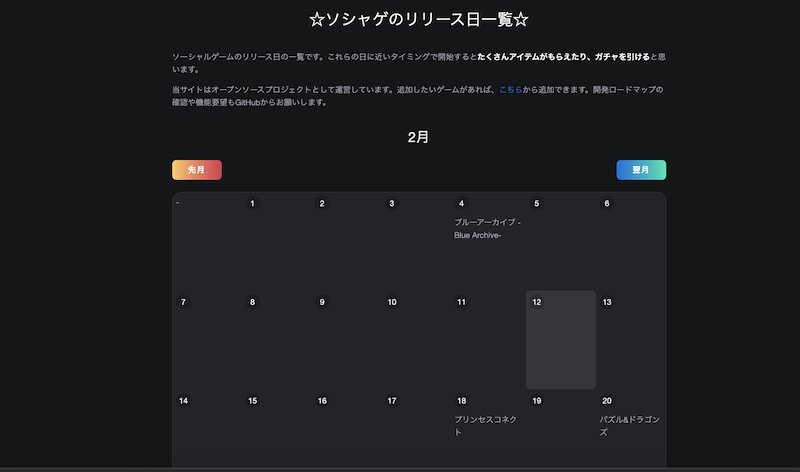 ☆ソシャゲのリリース日一覧☆
ソーシャルゲームのリリース日の一覧です。これらの日に近いタイミングで開始するとたくさんアイテムがもらえたり、ガチャを引けると思
います。
当サイトはオープンソースプロジェクトとして運営しています。追加したいゲームがあれば、こちらから追加できます。開発ロードマップの
確認や機能要望もGitHubからお願いします。
2月
先月 翌月
- 1 2 3 4 5 6
ブルーアーカイブ -
Blue Archive-
7 8 9 10 11 12 13
14 15 16 17 18 19 20
プリンセスコネク パズル&ドラゴン
ト ズ